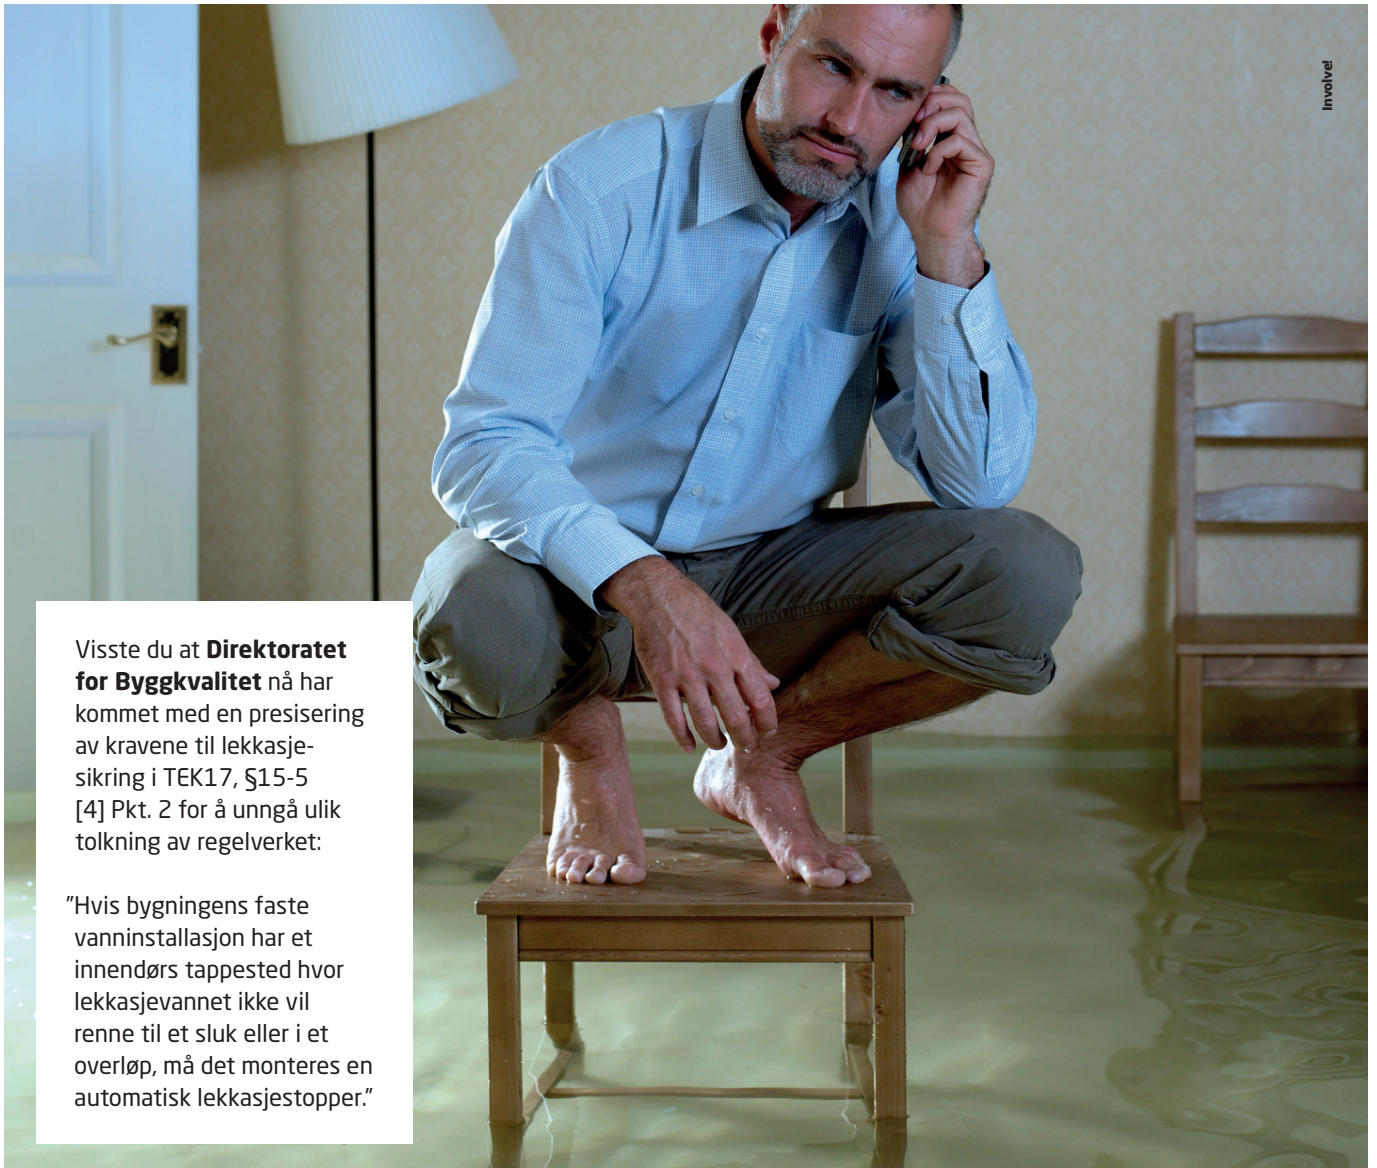 Involve!
Visste du at Direktoratet
for Byggkvalitet nå har
kommet med en presisering
av kravene til lekkasje-
sikring i TEK17, §15-5
[4] Pkt. 2 for å unngå ulik
tolkning av regelverket:
"Hvis bygningens faste
vanninstallasjon har et
innendørs tappested hvor
lekkasjevannet ikke vil
renne til et sluk eller i et
overløp, må det monteres en
automatisk lekkasjestopper."